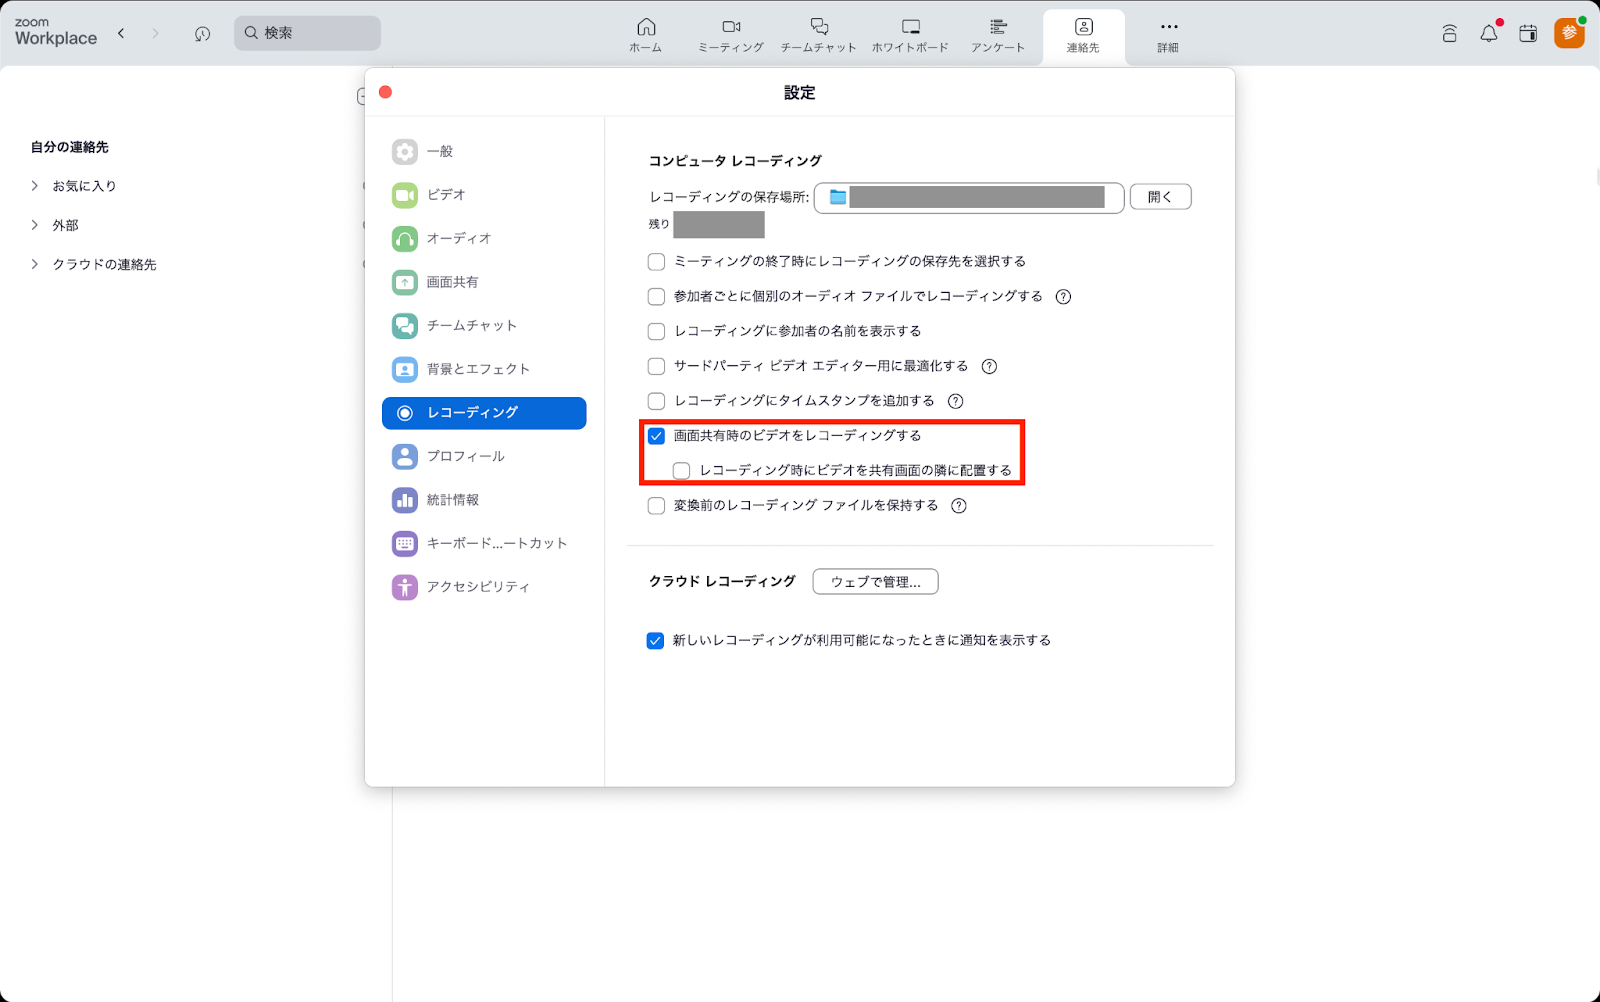 zoom
Workplace
検索
ホーム
ミーティング
チームチャット
ホワイトボード
アンケート
連絡先
詳細
参
設定
自分の連絡先
お気に入り
外部
クラウドの連絡先
一般
ビデオ
オーディオ
画面共有
チームチャット
背景とエフェクト
レコーディング
プロフィール
統計情報
キーボード...ートカット
アクセシビリティ
コンピュータ レコーディング
レコーディングの保存場所:
開く
残り
ミーティングの終了時にレコーディングの保存先を選択する
参加者ごとに個別のオーディオ ファイルでレコーディングする
レコーディングに参加者の名前を表示する
サードパーティ ビデオ エディター用に最適化する
レコーディングにタイムスタンプを追加する
画面共有時のビデオをレコーディングする
レコーディング時にビデオを共有画面の隣に配置する
変換前のレコーディング ファイルを保持する
クラウド レコーディング
ウェブで管理...
新しいレコーディングが利用可能になったときに通知を表示する